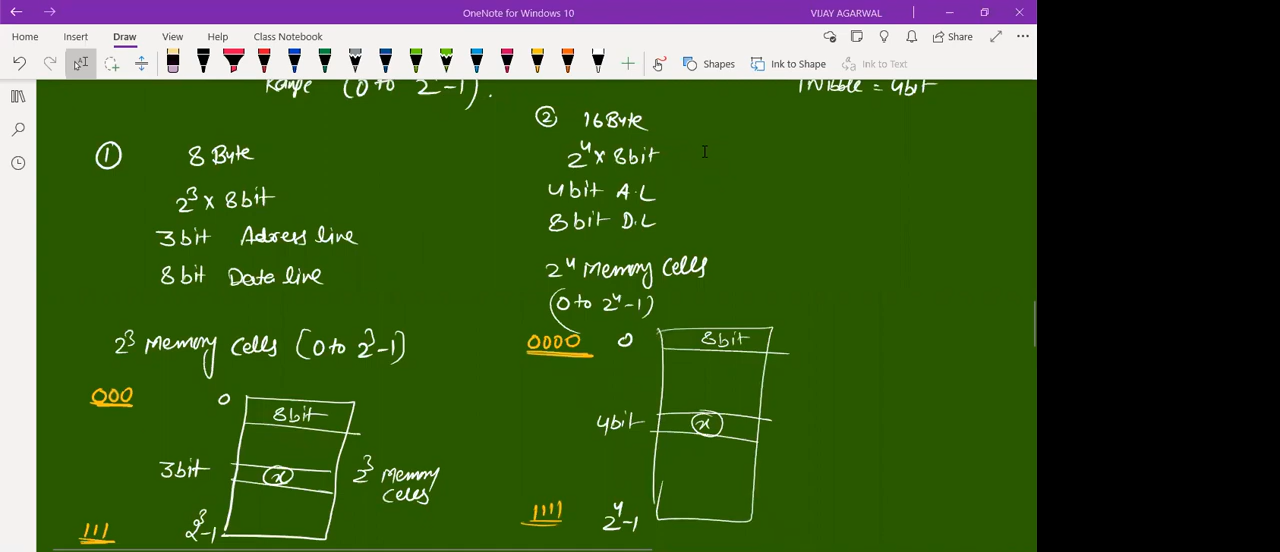 OneNote for Windows 10
VIJAY AGARWAL
Home Insert Draw View Help Class Notebook
Share
Shapes
Ink to Shape
Ink to Text
Range (0 to 2 -1).
1 Nibble = 4bit
① 8 Byte
2³ x 8bit
3bit Adress line
8bit Data line
2³ Memory Cells (0 to 2³-1)
000 0 8bit
3bit x 2³ Memory
Cells
111 2³-1
② 16Byte
2⁴ x 8bit
4bit A.L
8bit D.L
2⁴ Memory Cells
(0 to 2⁴-1)
0000 0 8bit
4bit x
1111 2⁴-1